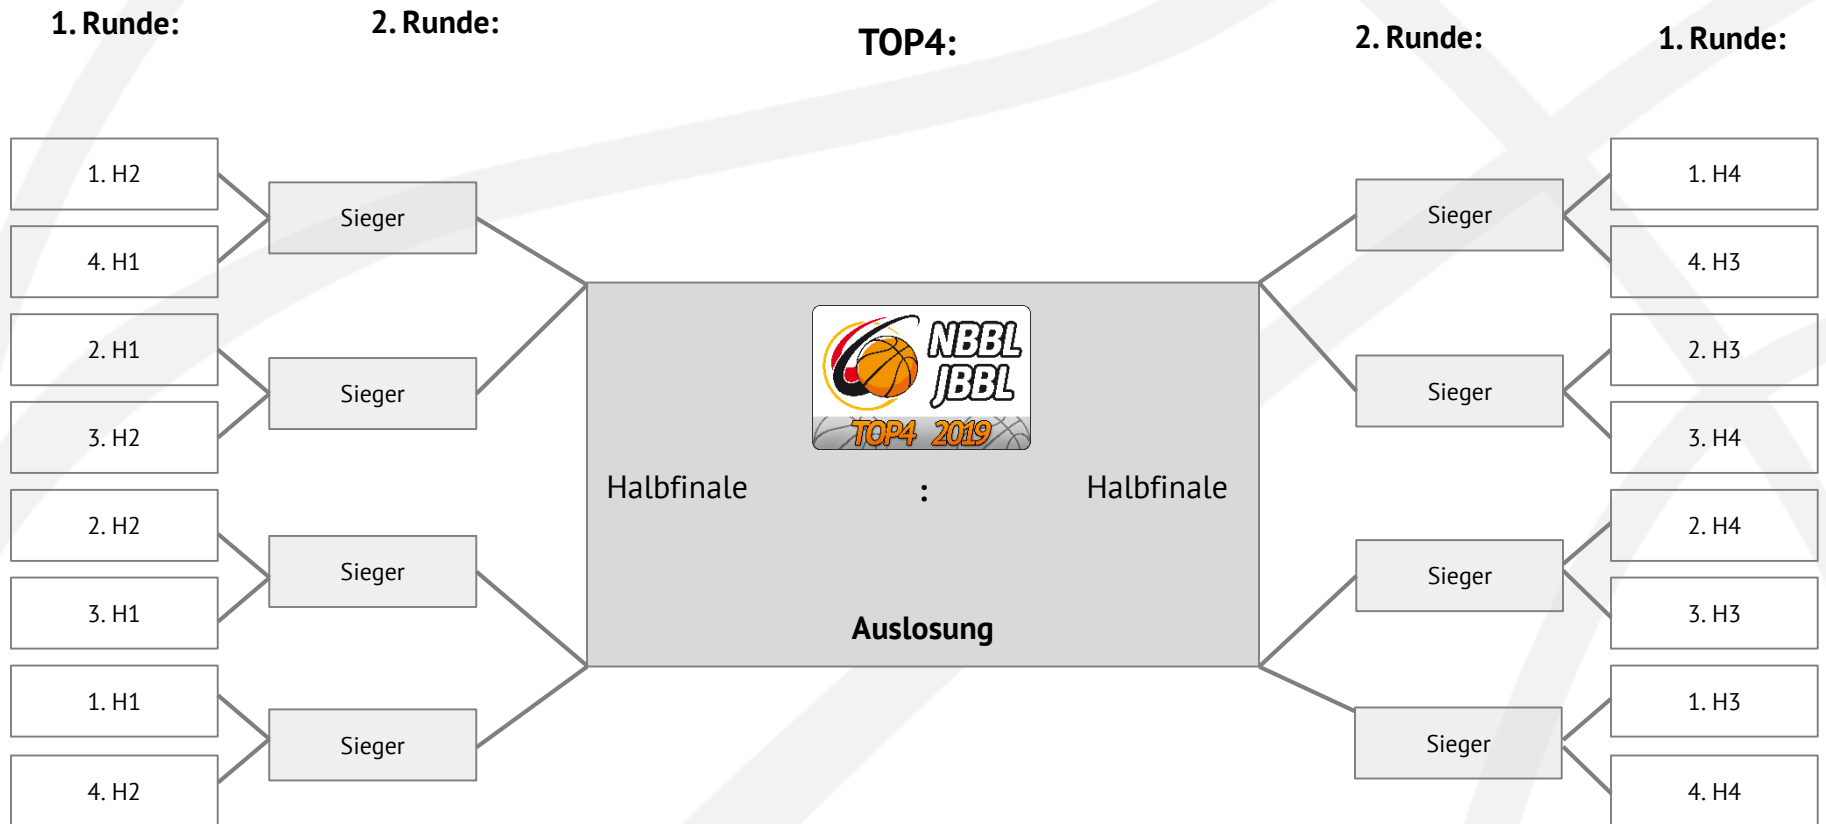 1. Runde:
2. Runde:
TOP4:
2. Runde:
1. Runde:
1. H2
4. H1
2. H1
3. H2
2. H2
3. H1
1. H1
4. H2
Sieger
Sieger
Sieger
Sieger
NBBL
JBBL
TOP4 2019
Halbfinale : Halbfinale
Auslosung
Sieger
Sieger
Sieger
Sieger
1. H4
4. H3
2. H3
3. H4
2. H4
3. H3
1. H3
4. H4